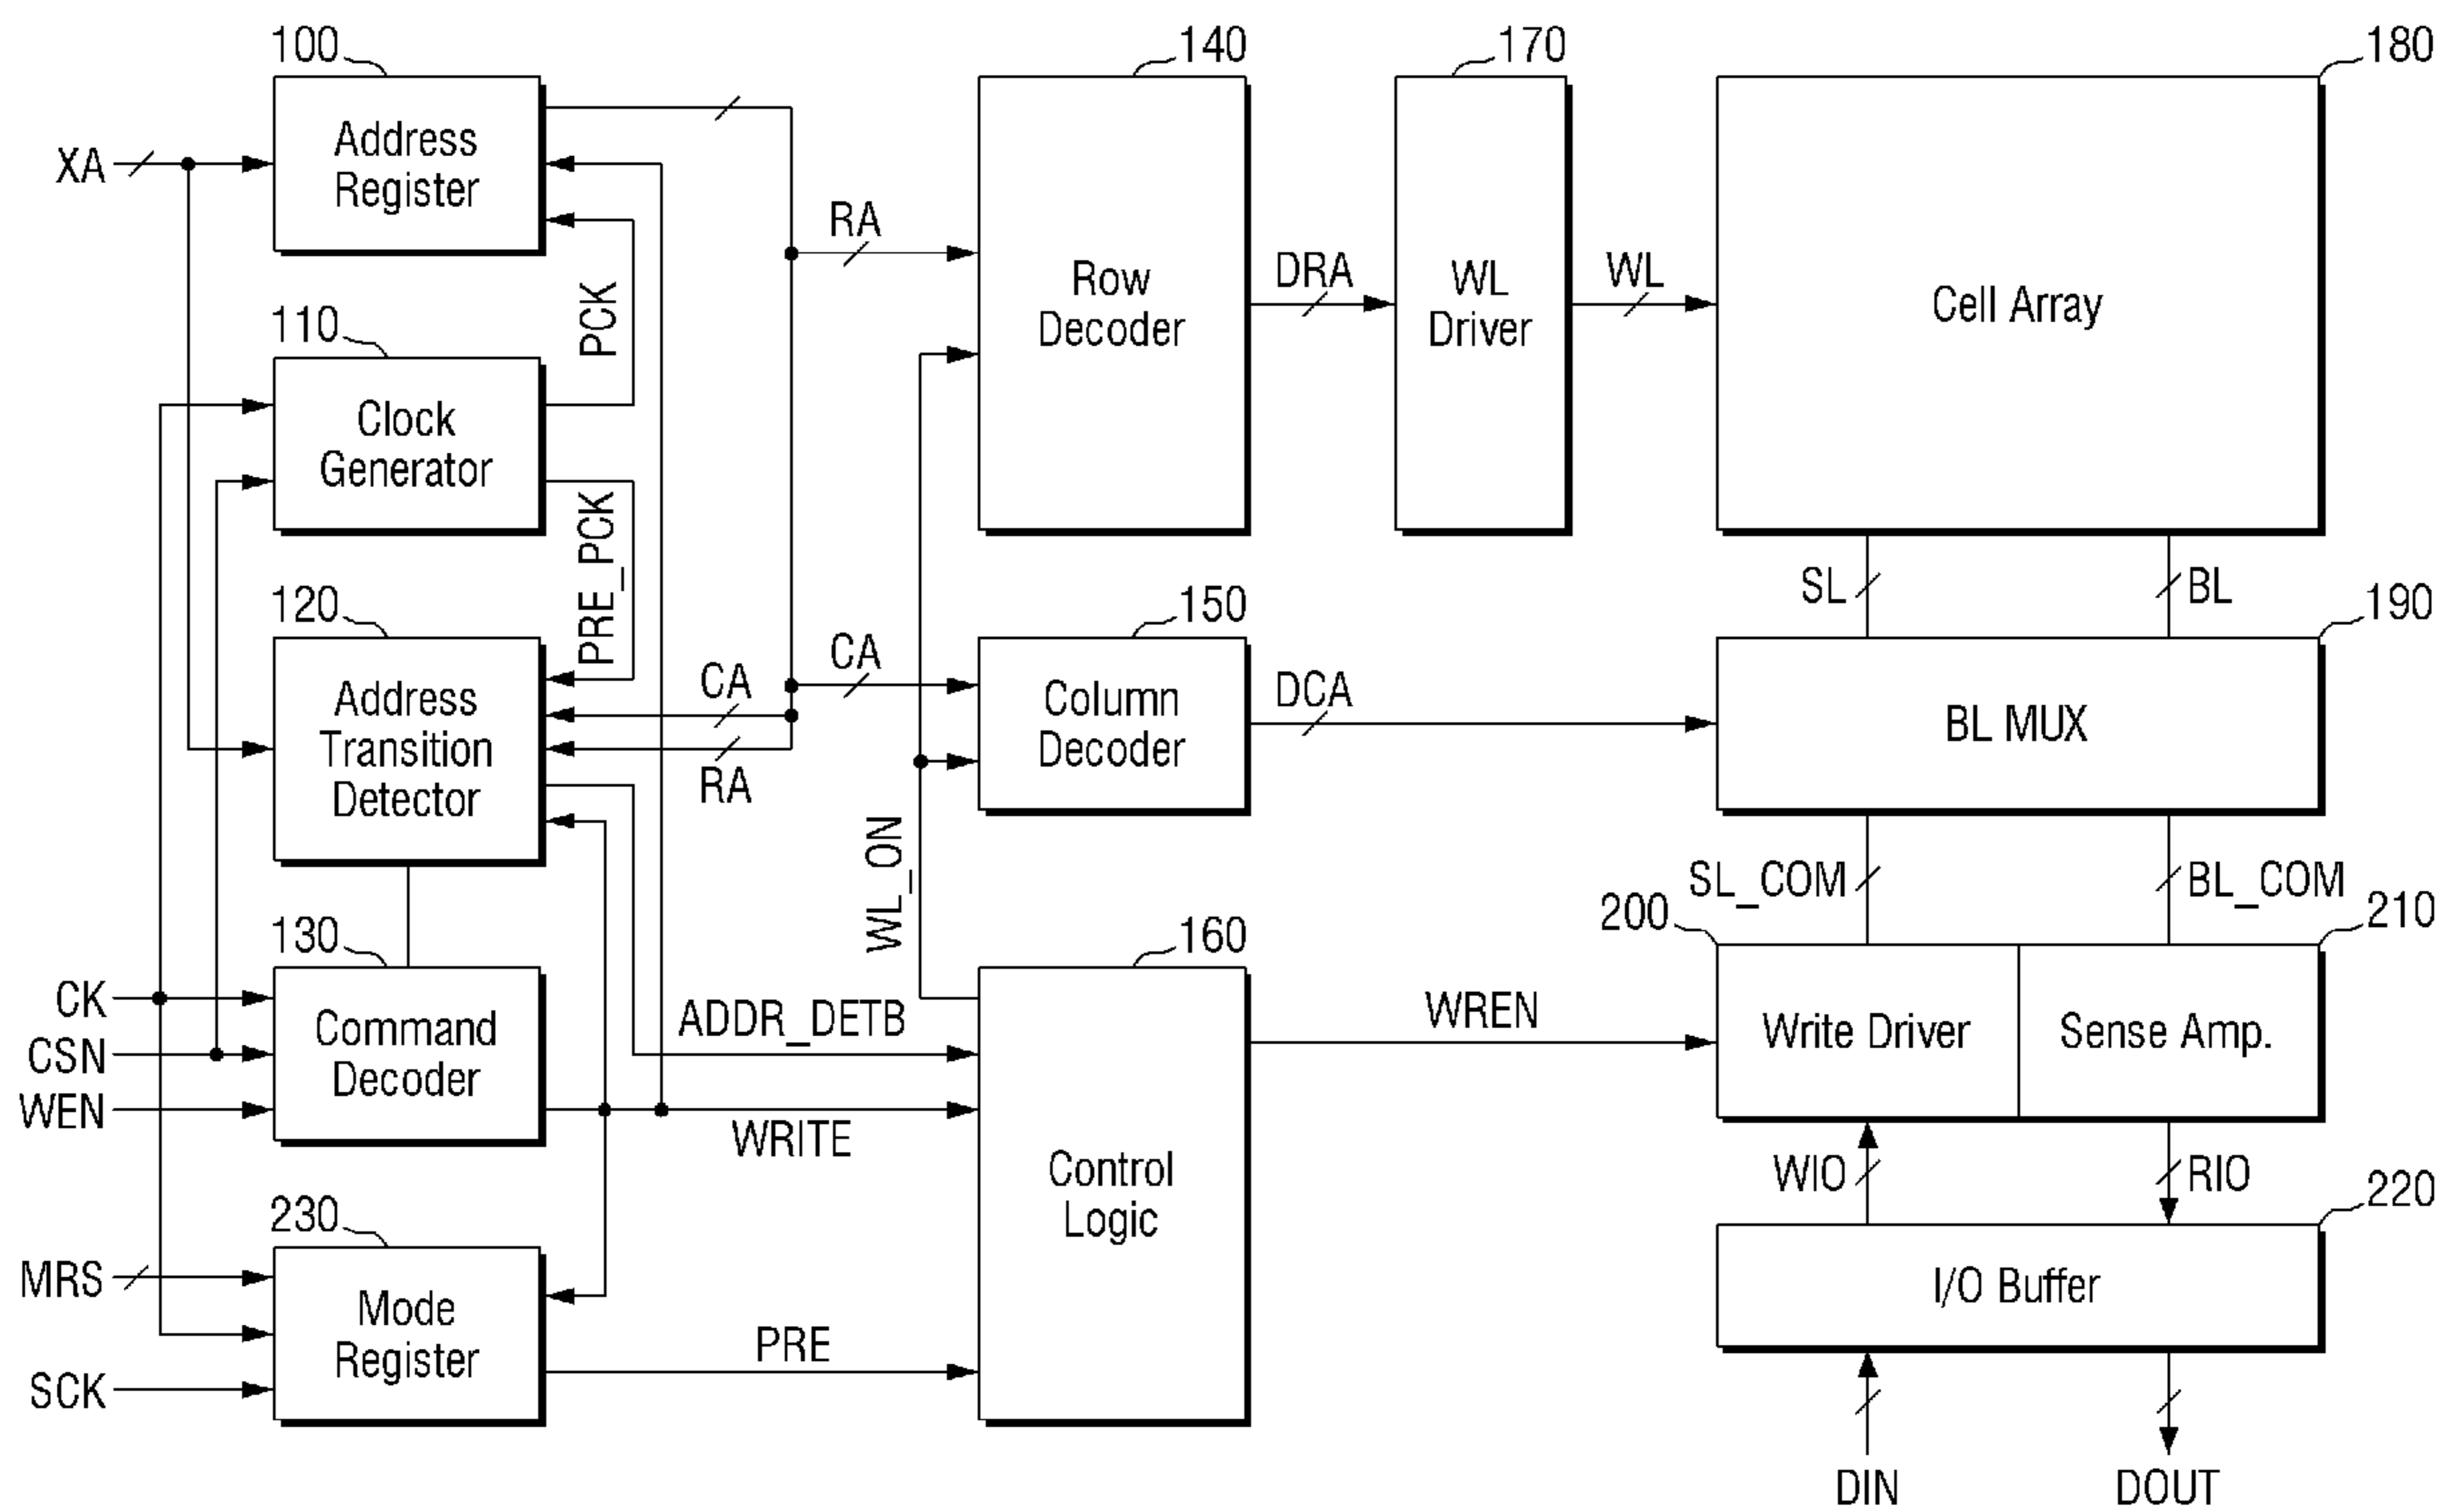 100
140
170
180
XA
Address
Register
RA
Row
Decoder
DRA
WL
Driver
WL
Cell Array
PCK
110
Clock
Generator
PRE_PCK
SL
BL
120
150
190
Address
Transition
Detector
CA
RA
CA
Column
Decoder
DCA
BL MUX
WL_ON
SL_COM
BL_COM
130
160
200
210
CK
CSN
WEN
Command
Decoder
ADDR_DETB
WRITE
Control
Logic
WREN
Write Driver
Sense Amp.
WIO
RIO
230
220
MRS
SCK
Mode
Register
PRE
I/O Buffer
DIN
DOUT